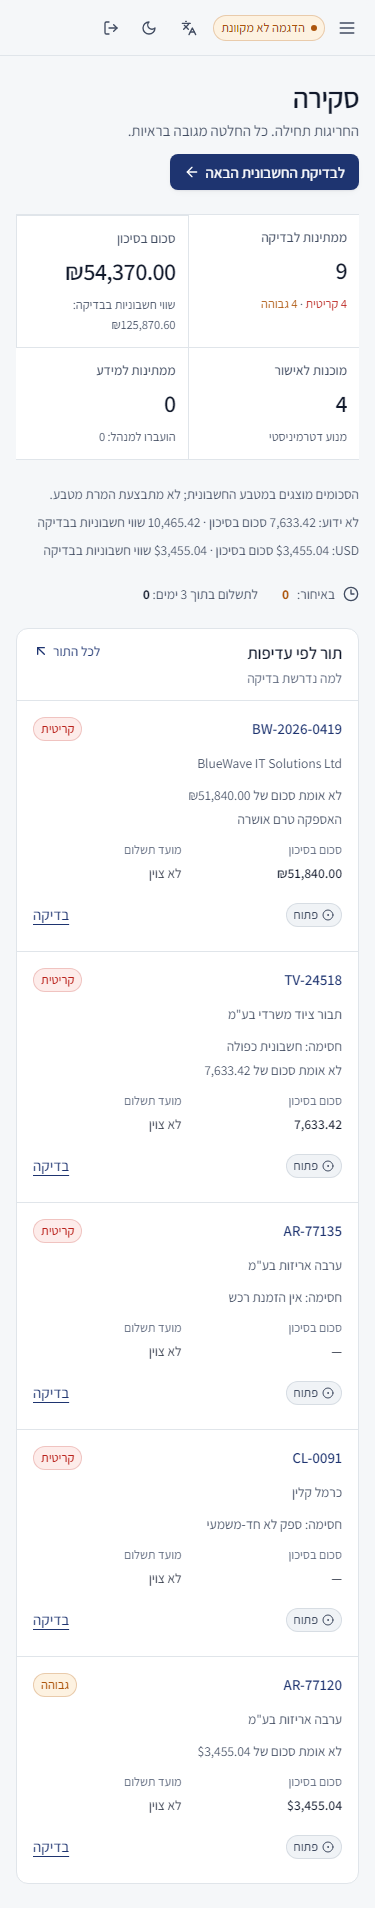 הדגמה לא מקוונת
סקירה
החריגות תחילה. כל החלטה מגובה בראיות.
לבדיקת החשבונית הבאה
ממתינות לבדיקה
9
4 קריטית · 4 גבוהה
סכום בסיכון
₪54,370.00
שווי חשבוניות בבדיקה:
₪125,870.60
מוכנות לאישור
4
מנוע דטרמיניסטי
ממתינות למידע
0
הועברו למנהל: 0
הסכומים מוצגים במטבע החשבונית; לא מתבצעת המרת מטבע.
לא ידוע: 7,633.42 סכום בסיכון · 10,465.42 שווי חשבוניות בבדיקה
USD: $3,455.04 סכום בסיכון · $3,455.04 שווי חשבוניות בבדיקה
באיחור: 0 לתשלום בתוך 3 ימים: 0
תור לפי עדיפות
לכל התור
למה נדרשת בדיקה
BW-2026-0419 קריטית
BlueWave IT Solutions Ltd
לא אומת סכום של ₪51,840.00
האספקה טרם אושרה
סכום בסיכון מועד תשלום
₪51,840.00 לא צוין
פתוח בדיקה
TV-24518 קריטית
תבור ציוד משרדי בע"מ
חסימה: חשבונית כפולה
לא אומת סכום של 7,633.42
סכום בסיכון מועד תשלום
7,633.42 לא צוין
פתוח בדיקה
AR-77135 קריטית
ערבה אריזות בע"מ
חסימה: אין הזמנת רכש
סכום בסיכון מועד תשלום
— לא צוין
פתוח בדיקה
CL-0091 קריטית
כרמל קלין
חסימה: ספק לא חד-משמעי
סכום בסיכון מועד תשלום
— לא צוין
פתוח בדיקה
AR-77120 גבוהה
ערבה אריזות בע"מ
לא אומת סכום של $3,455.04
סכום בסיכון מועד תשלום
$3,455.04 לא צוין
פתוח בדיקה